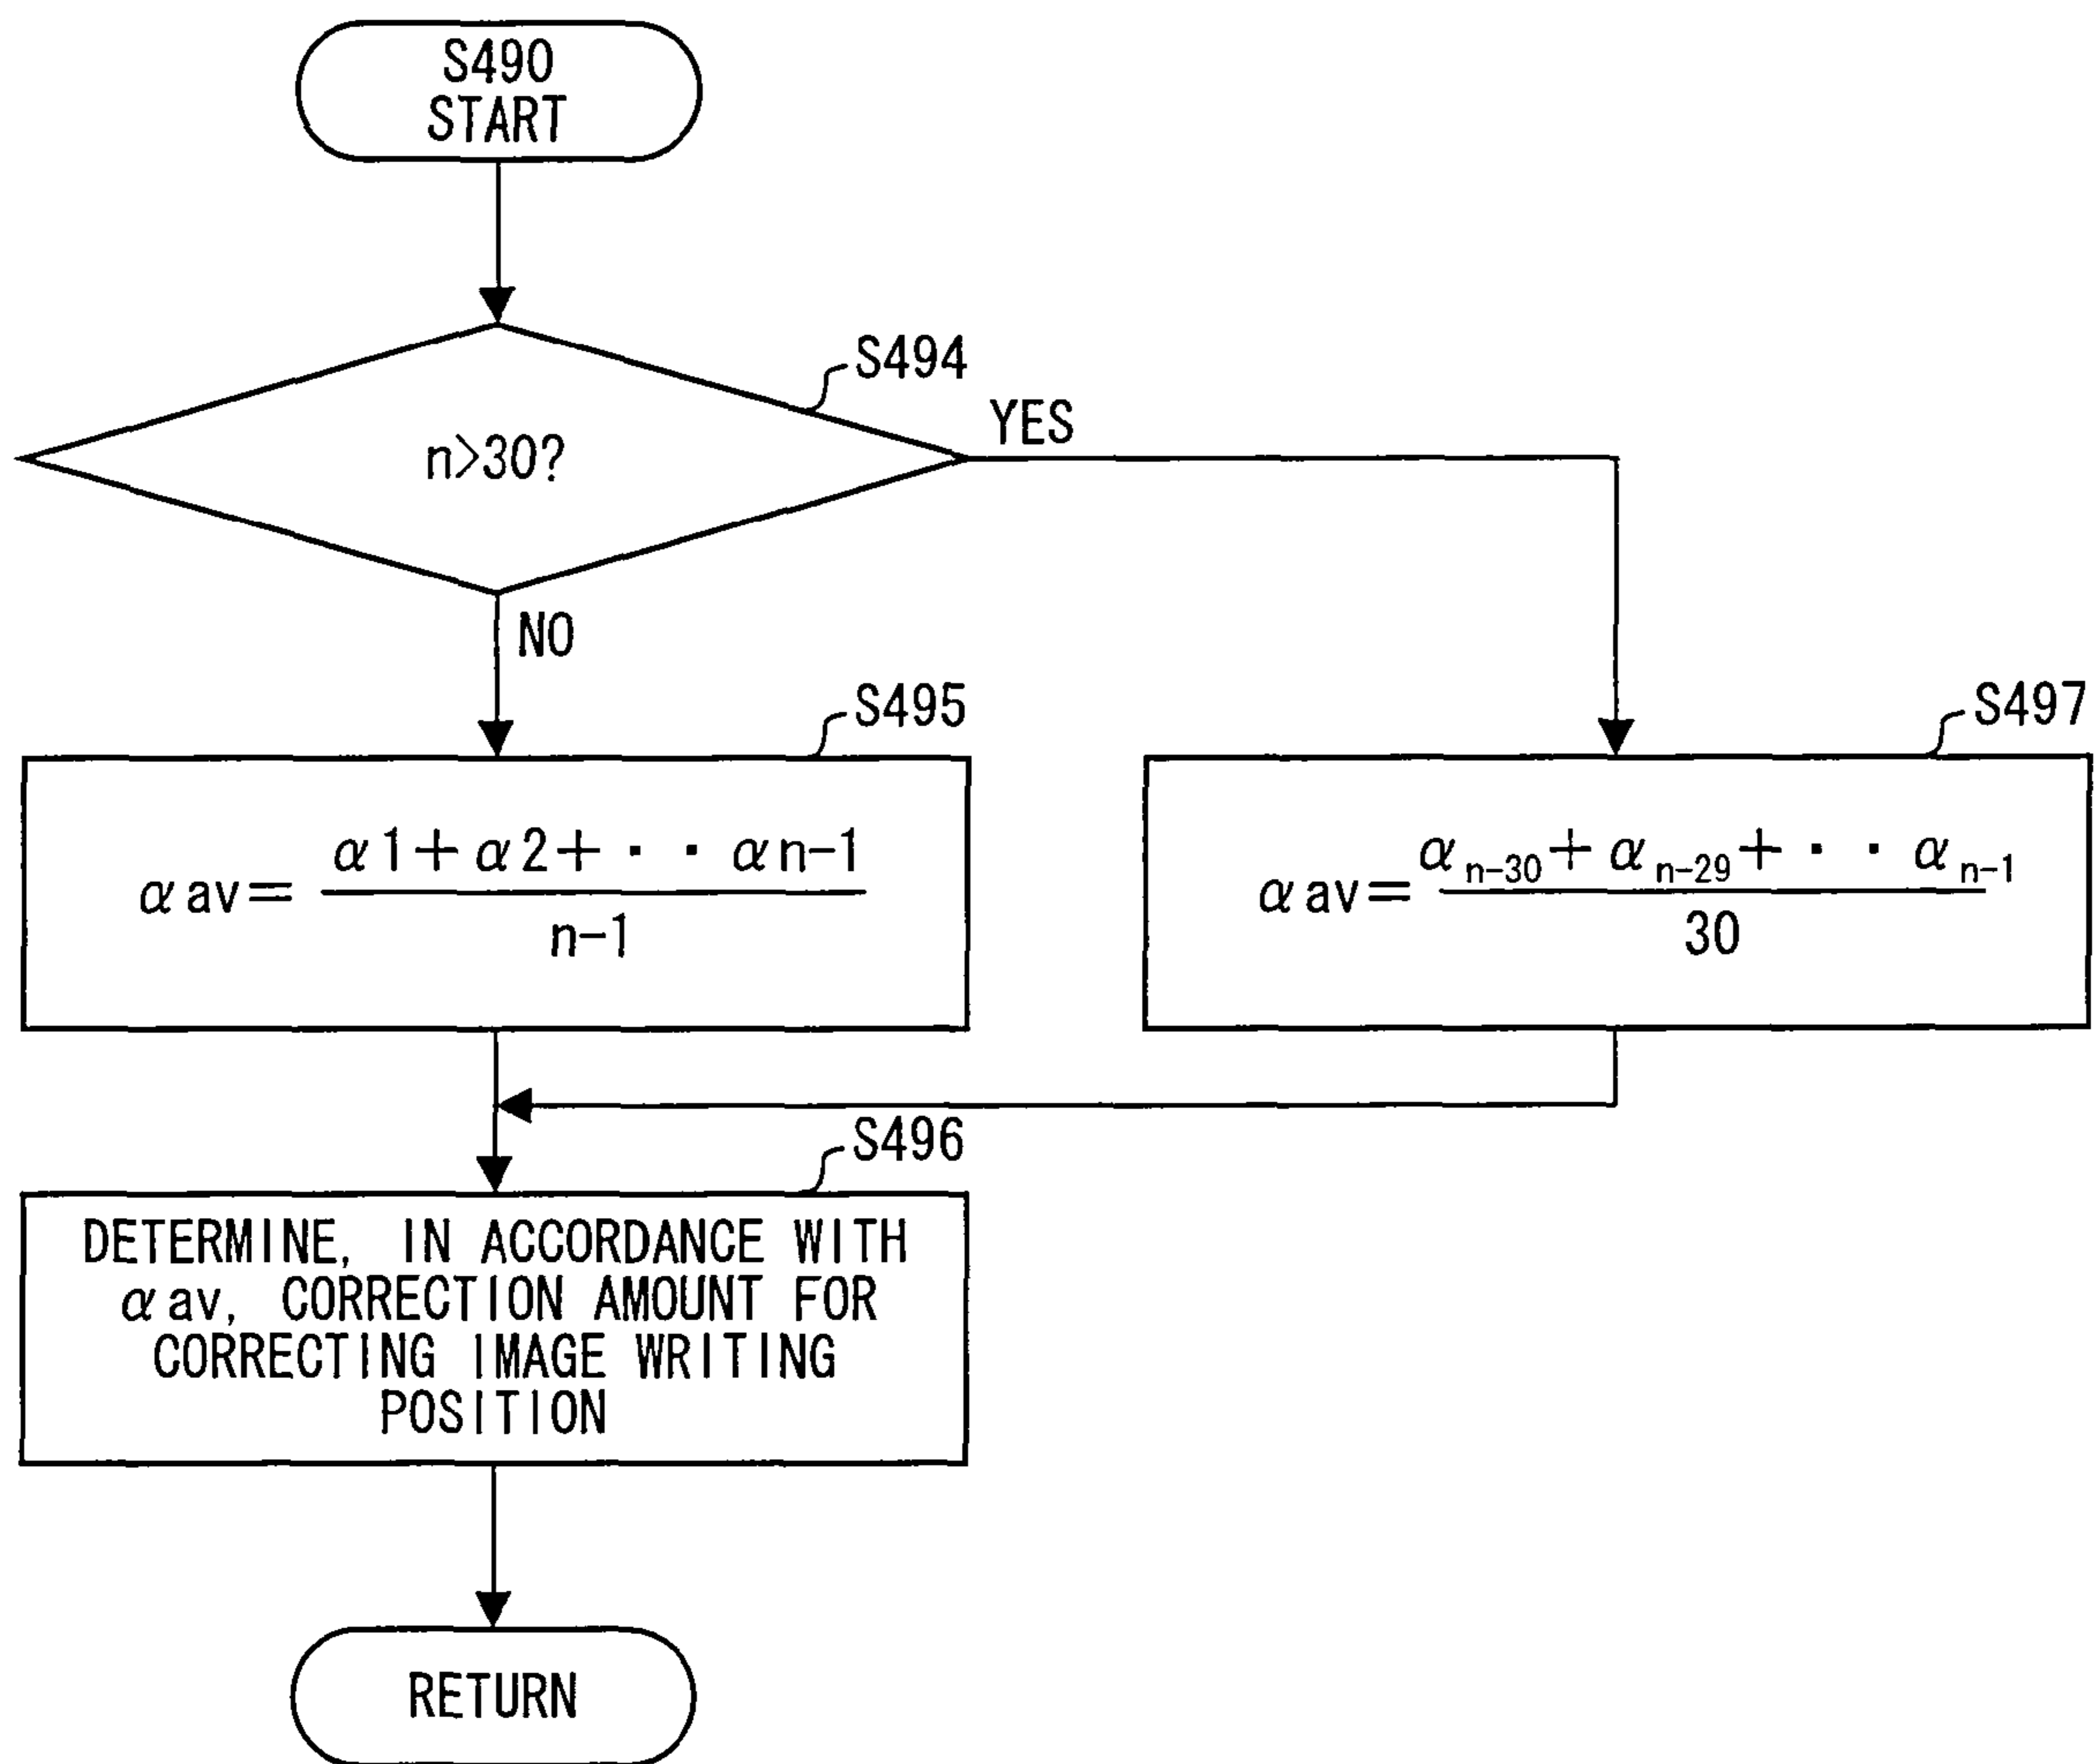 S490
START
S494
n>30?
YES
NO
S495
αav= α1+α2+・・αn-1
n-1
S497
αav= αn-30+αn-29+・・αn-1
30
S496
DETERMINE, IN ACCORDANCE WITH
αav, CORRECTION AMOUNT FOR
CORRECTING IMAGE WRITING
POSITION
RETURN